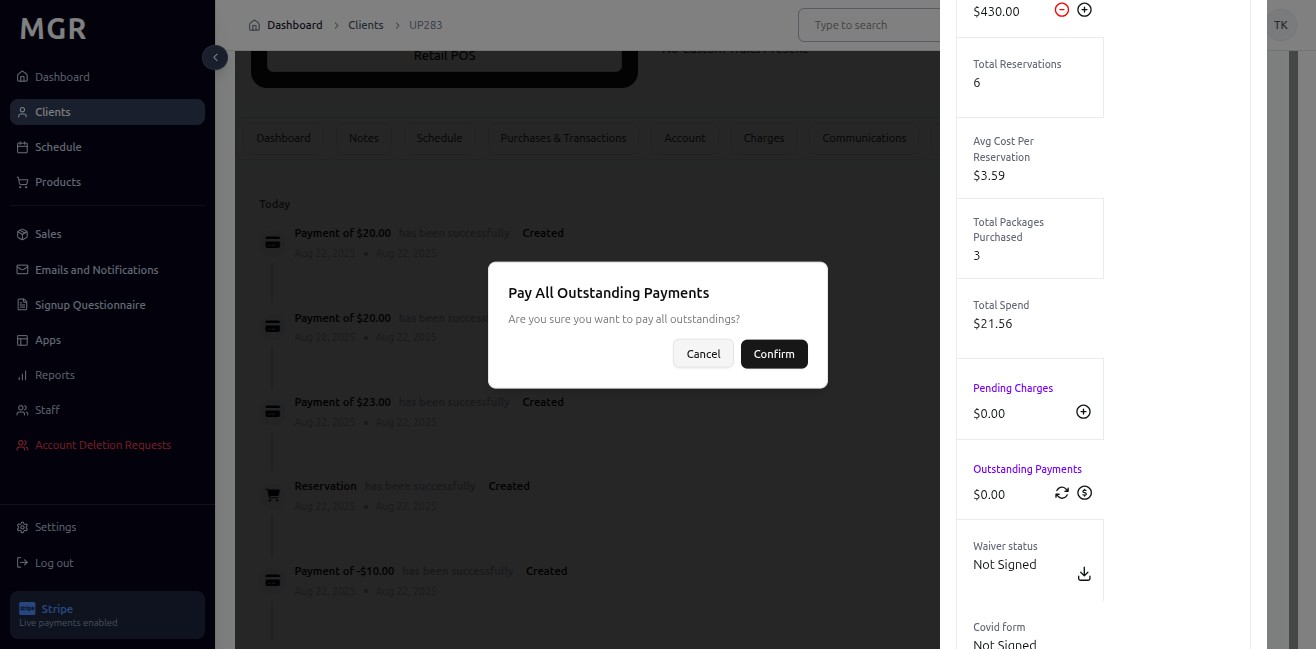 MGR
Dashboard
Clients
Schedule
Products
Sales
Emails and Notifications
Signup Questionnaire
Apps
Reports
Staff
Account Deletion Requests
Settings
Log out
Stripe
Live payments enabled
Dashboard > Clients > UP283
Type to search
TK
Retail POS
Dashboard Notes Schedule Purchases & Transactions Account Charges Communications
Today
Payment of $20.00 has been successfully Created
Aug 22, 2025 • Aug 22, 2025
Payment of $20.00 has been
Aug 22, 2025 • Aug 22, 2025
Payment of $23.00 has been successfully Created
Aug 22, 2025 • Aug 22, 2025
Reservation has been successfully Created
Aug 22, 2025 • Aug 22, 2025
Payment of -$10.00 has been successfully Created
Aug 22, 2025 • Aug 22, 2025
Pay All Outstanding Payments
Are you sure you want to pay all outstandings?
Cancel Confirm
$430.00
Total Reservations
6
Avg Cost Per
Reservation
$3.59
Total Packages
Purchased
3
Total Spend
$21.56
Pending Charges
$0.00
Outstanding Payments
$0.00
Waiver status
Not Signed
Covid form
Not Signed